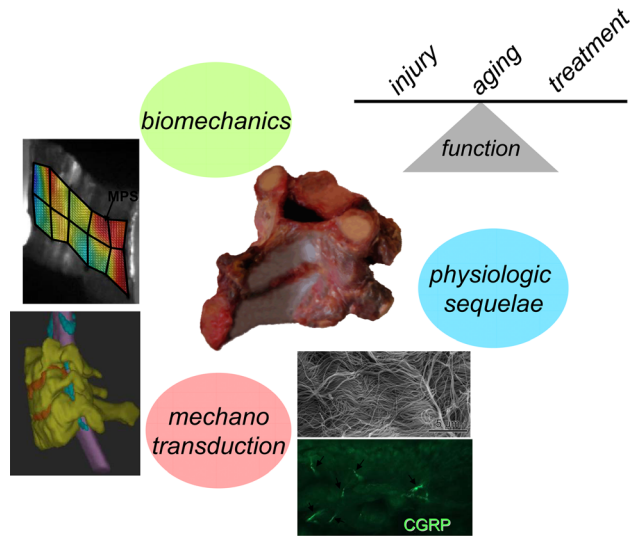 injury
aging
treatment
function
biomechanics
MPS
physiologic
sequelae
mechano
transduction
CGRP